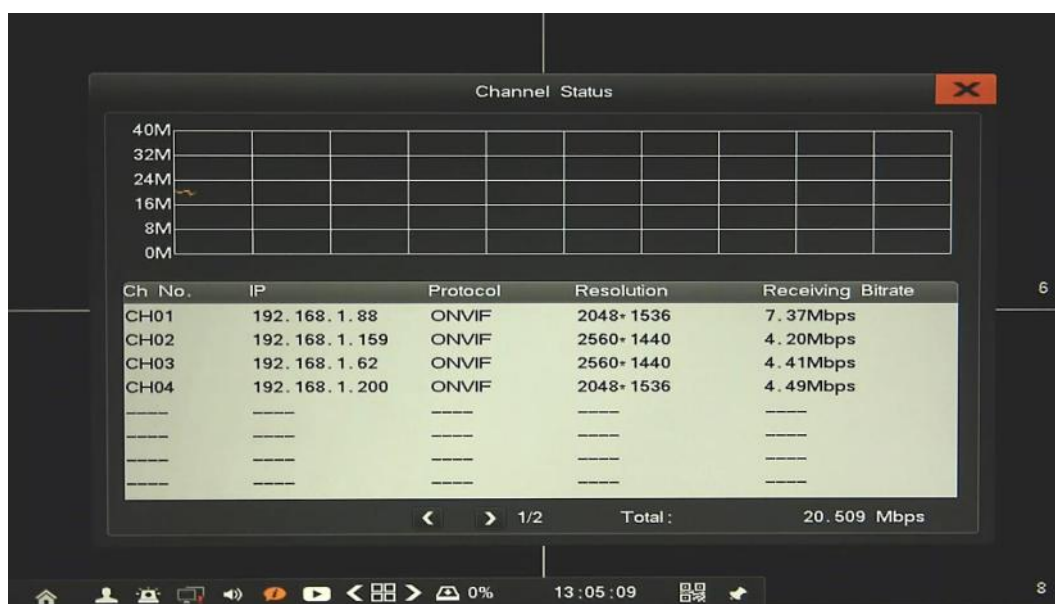 Channel Status
40M
32M
24M
16M
8M
0M
Ch No. IP Protocol Resolution Receiving Bitrate
6
CH01 192.168.1.88 ONVIF 2048*1536 7.37Mbps
CH02 192.168.1.159 ONVIF 2560*1440 4.20Mbps
CH03 192.168.1.62 ONVIF 2560*1440 4.41Mbps
CH04 192.168.1.200 ONVIF 2048*1536 4.49Mbps
---- ---- ---- ---- ----
---- ---- ---- ---- ----
---- ---- ---- ---- ----
---- ---- ---- ---- ----
1/2 Total: 20.509 Mbps
0% 13:05:09
8